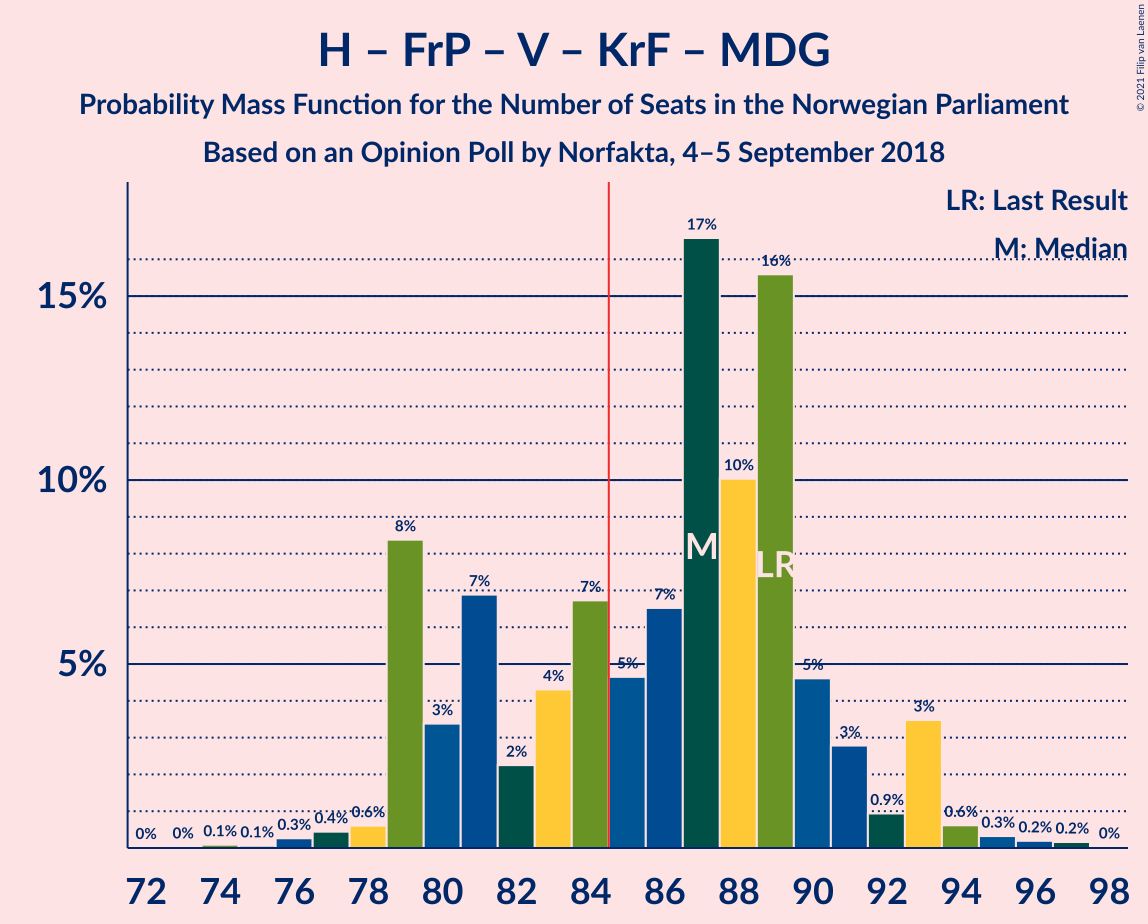 H – FrP – V – KrF – MDG
Probability Mass Function for the Number of Seats in the Norwegian Parliament
Based on an Opinion Poll by Norfakta, 4–5 September 2018
© 2021 Filip van Laenen
LR: Last Result
M: Median
15%
10%
5%
0% 0% 0.1% 0.1% 0.3% 0.4% 0.6% 8% 3% 7% 2% 4% 7% 5% 7% 17% 10% 16% 5% 3% 0.9% 3% 0.6% 0.3% 0.2% 0.2% 0%
M
LR
72 74 76 78 80 82 84 86 88 90 92 94 96 98